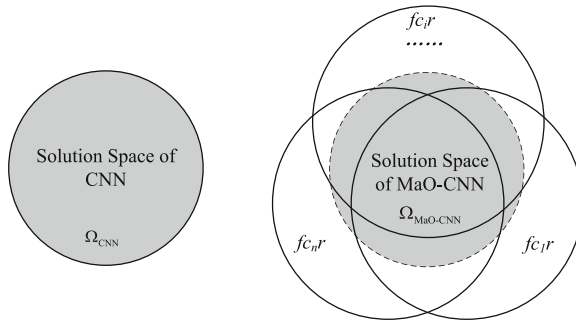 Solution Space of
CNN
Ω_CNN
fc_i r
......
Solution Space
of MaO-CNN
Ω_MaO-CNN
fc_n r
fc_1 r